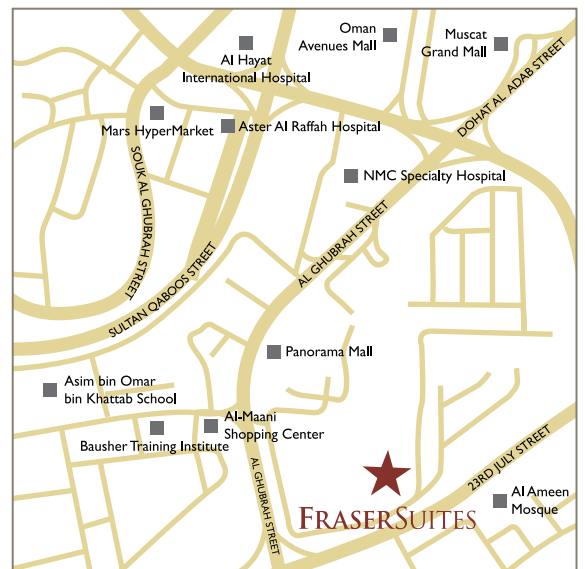 Oman
Avenues Mall
Muscat
Grand Mall
Al Hayat
International Hospital
DOHAT AL ADAB STREET
Mars HyperMarket
Aster Al Raffah Hospital
NMC Specialty Hospital
SOUK AL GHUBRAH STREET
AL GHUBRAH STREET
SULTAN QABOOS STREET
Panorama Mall
Asim bin Omar
bin Khattab School
Al-Maani
Shopping Center
Bausher Training Institute
AL GHUBRAH STREET
23RD JULY STREET
Al Ameen
Mosque
FRASERSUITES